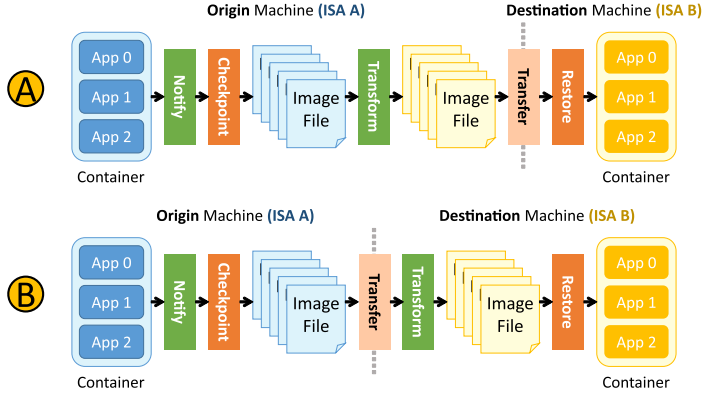 Origin Machine (ISA A)
Destination Machine (ISA B)
A
App 0
App 1
App 2
Container
Notify
Checkpoint
Image
File
Transform
Image
File
Transfer
Restore
App 0
App 1
App 2
Container
Origin Machine (ISA A)
Destination Machine (ISA B)
B
App 0
App 1
App 2
Container
Notify
Checkpoint
Image
File
Transfer
Transform
Image
File
Restore
App 0
App 1
App 2
Container